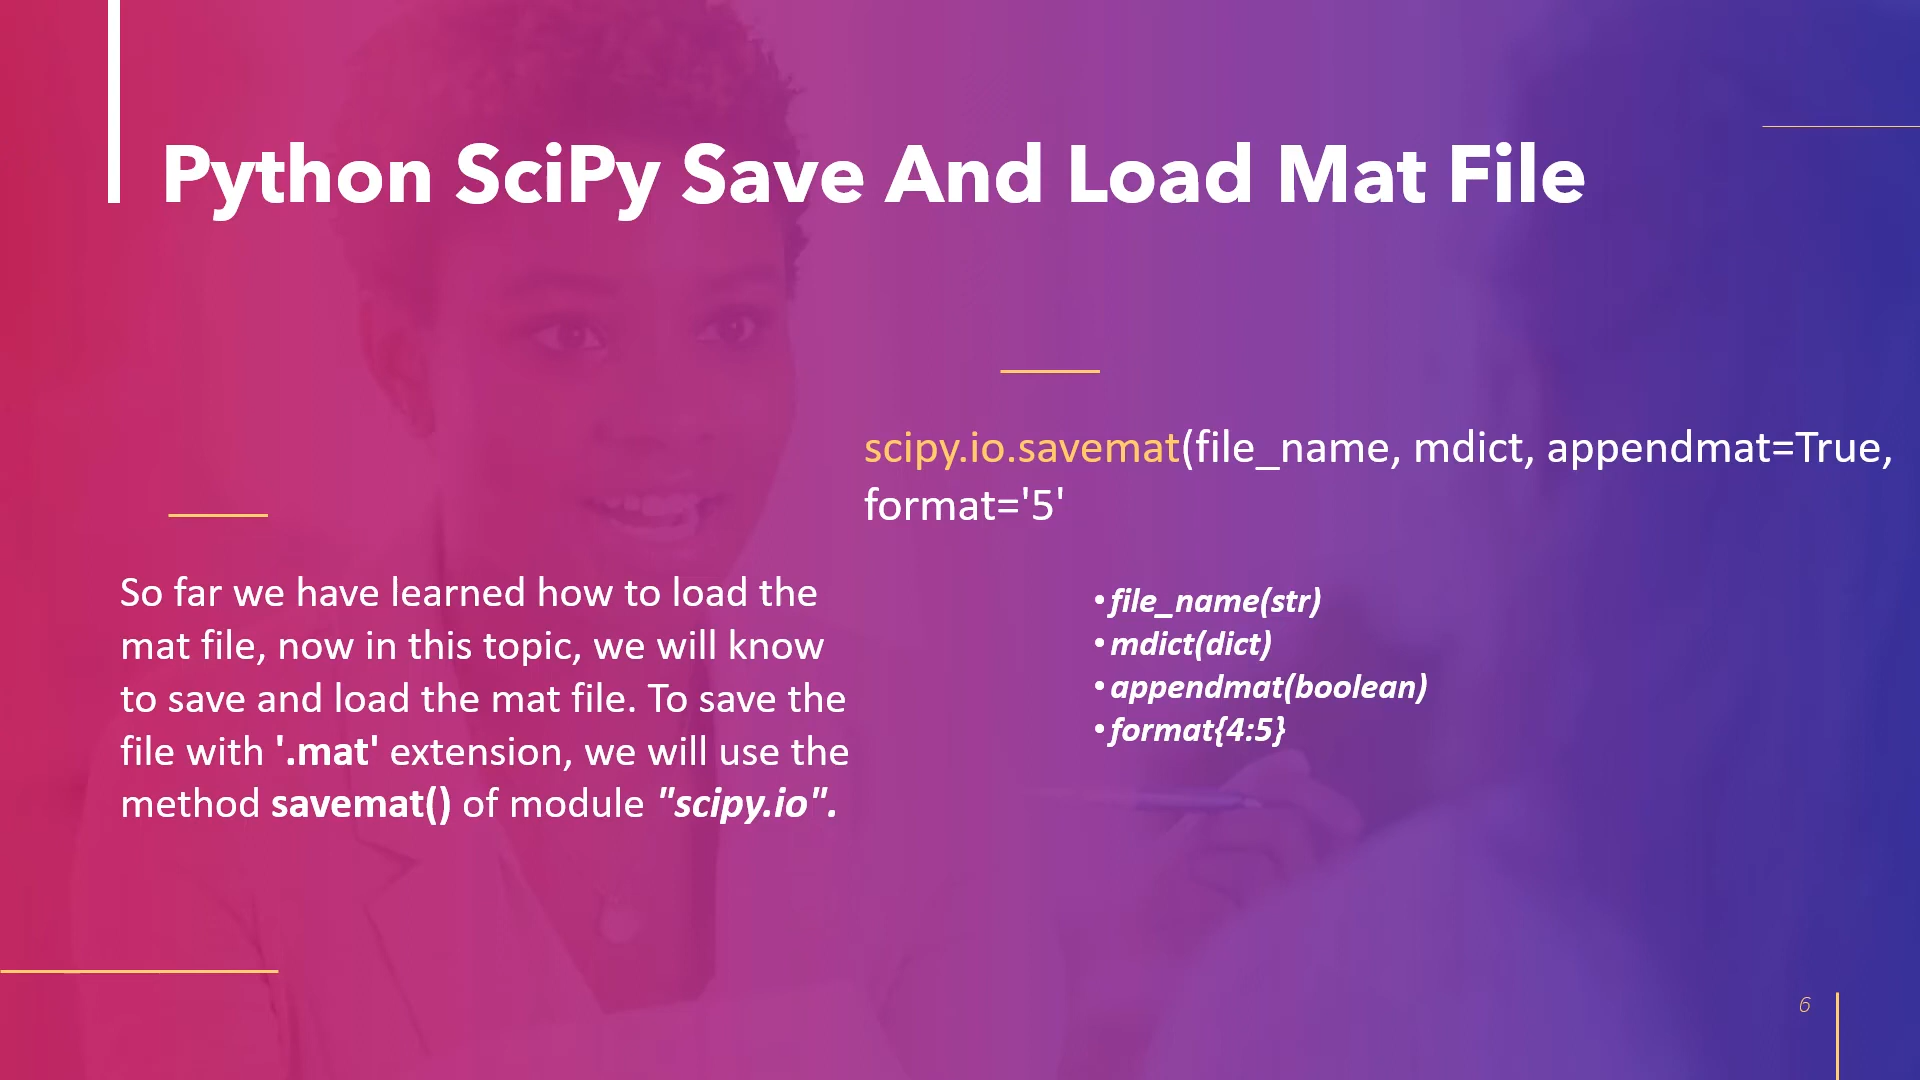 Python SciPy Save And Load Mat File
So far we have learned how to load the
mat file, now in this topic, we will know
to save and load the mat file. To save the
file with '.mat' extension, we will use the
method savemat() of module "scipy.io".
scipy.io.savemat(file_name, mdict, appendmat=True,
format='5'
•file_name(str)
•mdict(dict)
•appendmat(boolean)
•format{4:5}
6